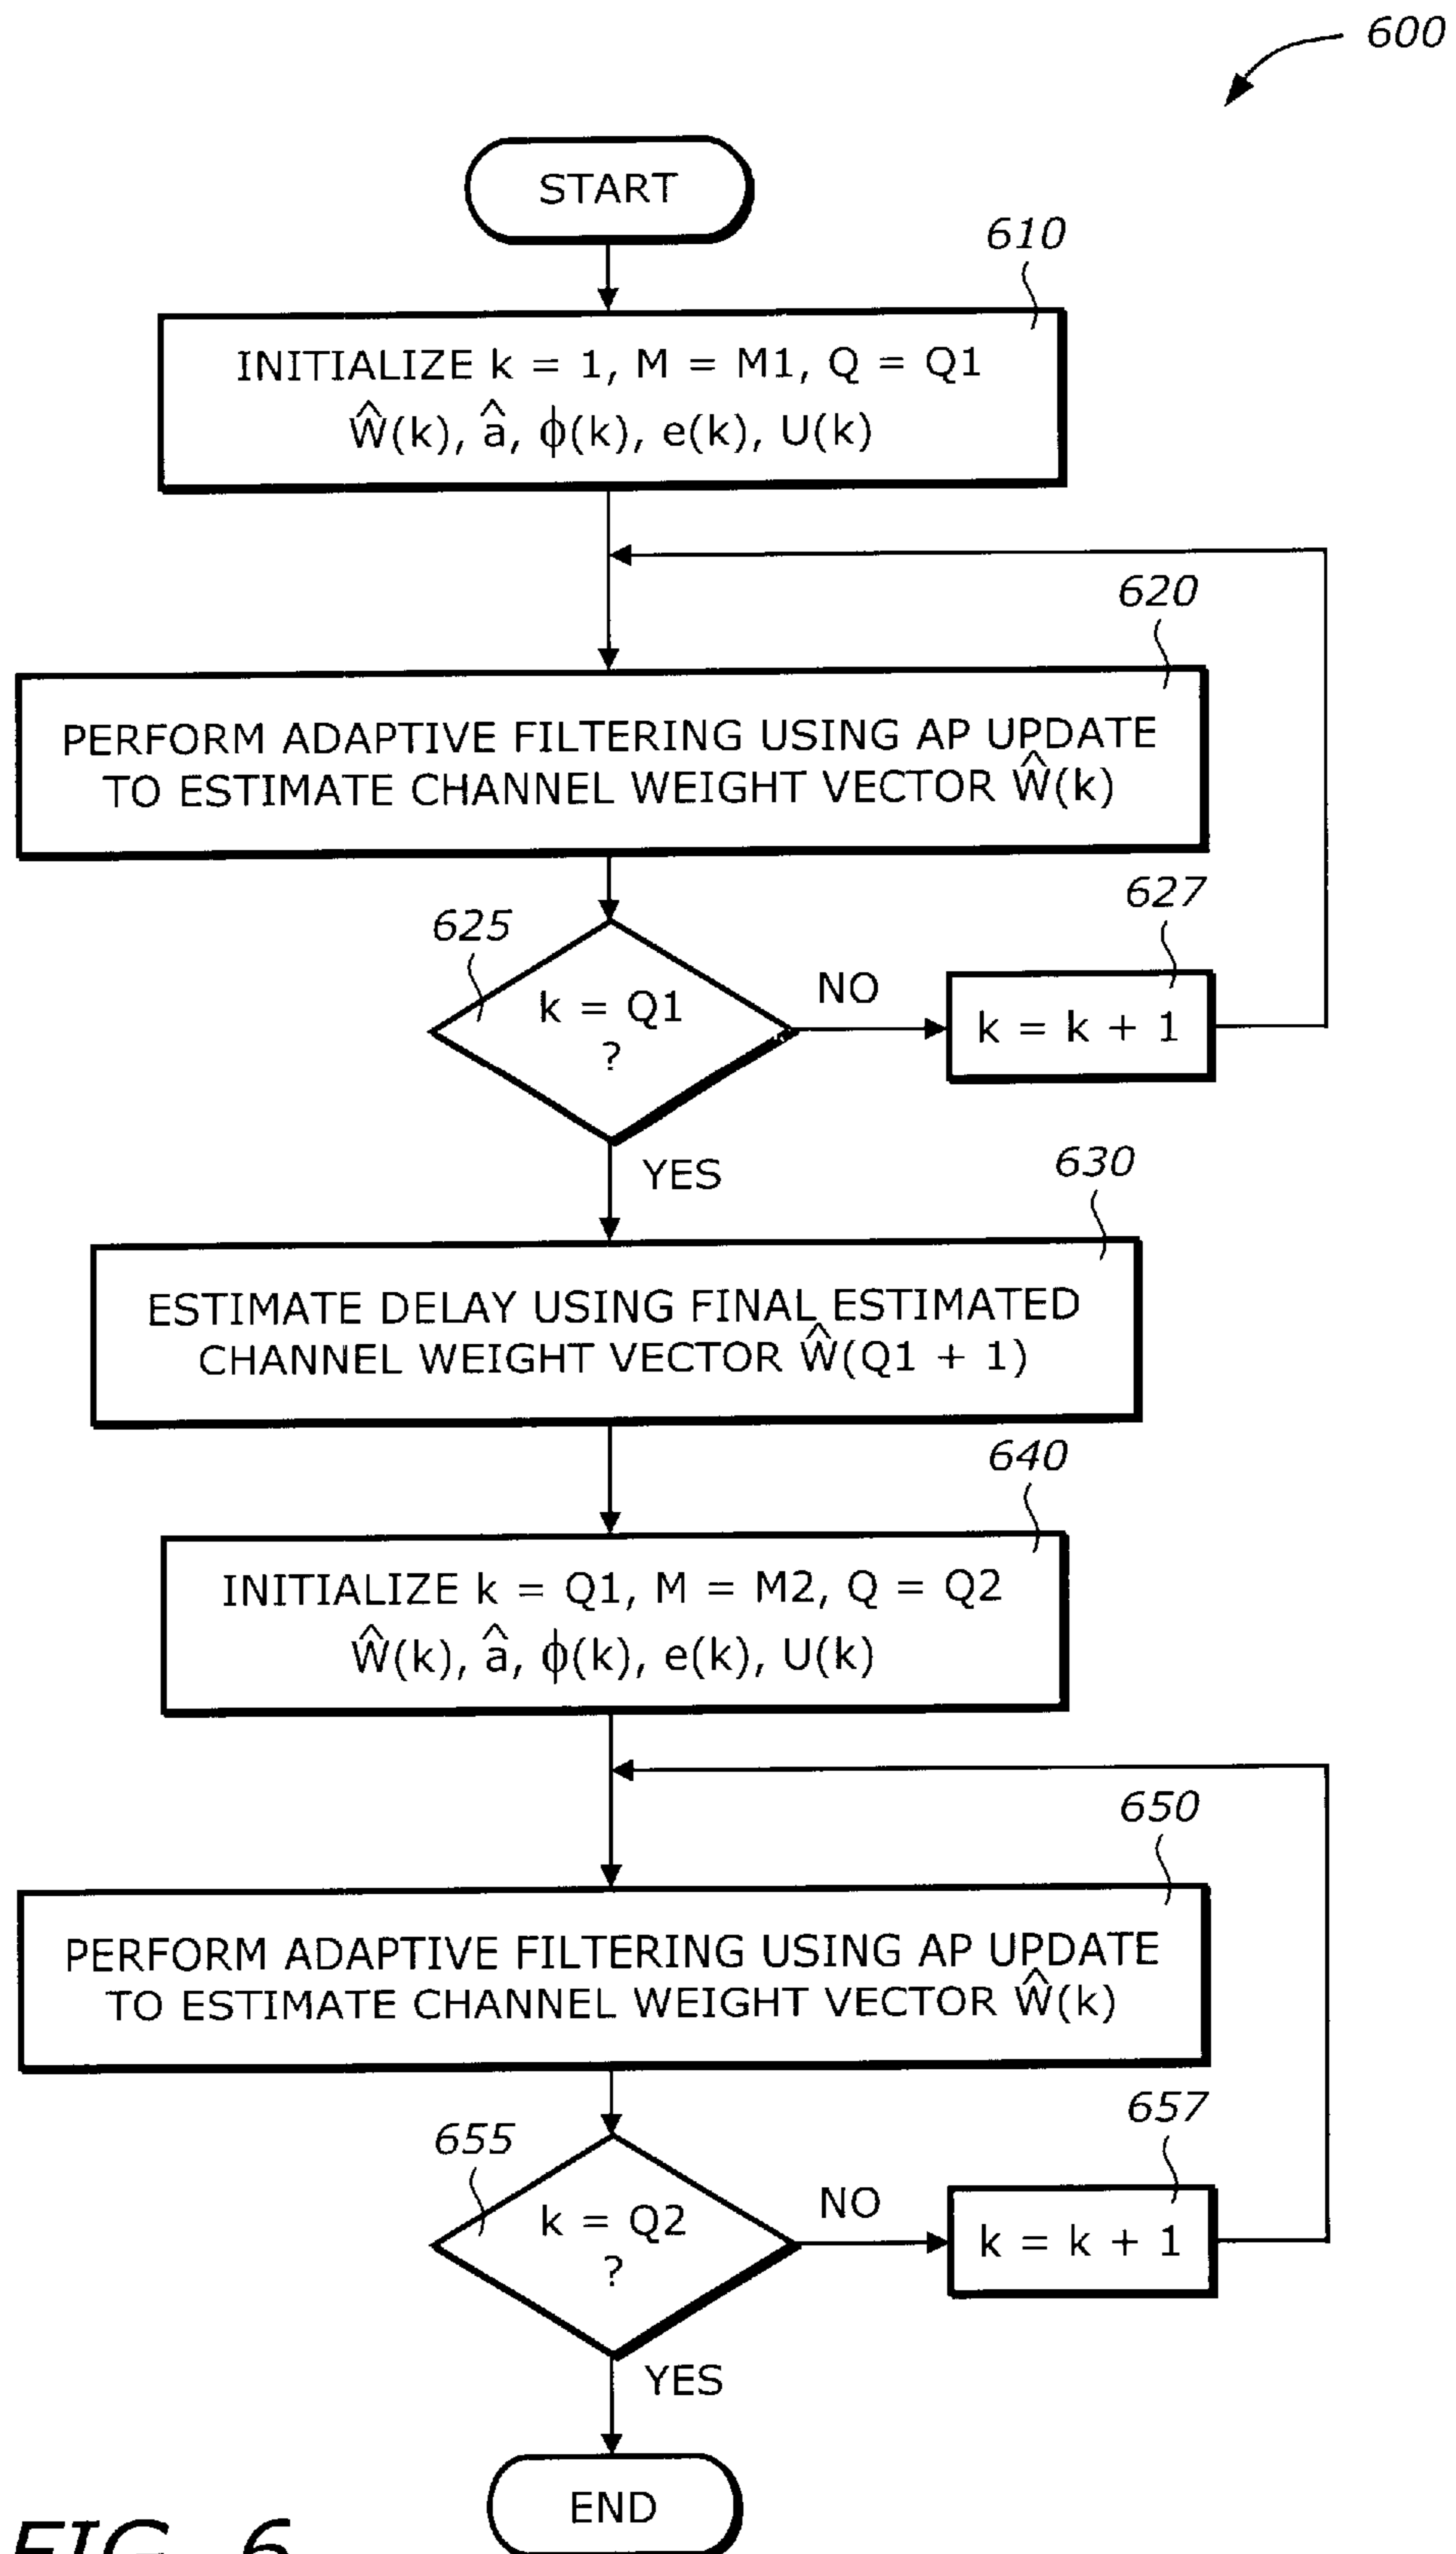 600
START
610
INITIALIZE k = 1, M = M1, Q = Q1
Ŵ(k), â, ϕ(k), e(k), U(k)
620
PERFORM ADAPTIVE FILTERING USING AP UPDATE
TO ESTIMATE CHANNEL WEIGHT VECTOR Ŵ(k)
625
k = Q1
?
NO
627
k = k + 1
YES
630
ESTIMATE DELAY USING FINAL ESTIMATED
CHANNEL WEIGHT VECTOR Ŵ(Q1 + 1)
640
INITIALIZE k = Q1, M = M2, Q = Q2
Ŵ(k), â, ϕ(k), e(k), U(k)
650
PERFORM ADAPTIVE FILTERING USING AP UPDATE
TO ESTIMATE CHANNEL WEIGHT VECTOR Ŵ(k)
655
k = Q2
?
NO
657
k = k + 1
YES
END
FIG. 6